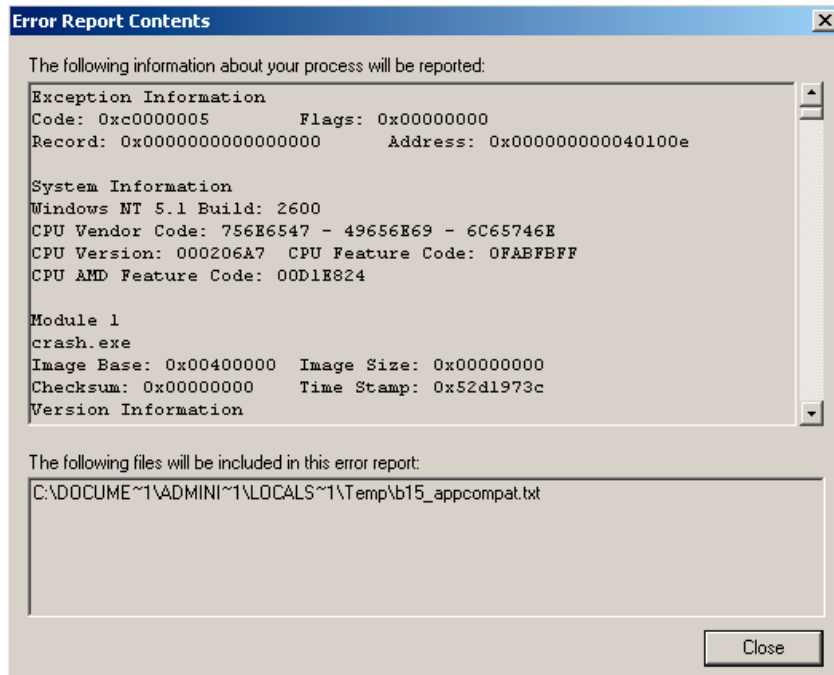 Error Report Contents
The following information about your process will be reported:
Exception Information
Code: 0xc0000005 Flags: 0x00000000
Record: 0x0000000000000000 Address: 0x000000000040100e
System Information
Windows NT 5.1 Build: 2600
CPU Vendor Code: 756E6547 - 49656E69 - 6C65746E
CPU Version: 000206A7 CPU Feature Code: 0FABFBFF
CPU AMD Feature Code: 00D1E824
Module 1
crash.exe
Image Base: 0x00400000 Image Size: 0x00000000
Checksum: 0x00000000 Time Stamp: 0x52d1973c
Version Information
The following files will be included in this error report:
C:\DOCUME~1\ADMINI~1\LOCALS~1\Temp\b15_appcompat.txt
Close